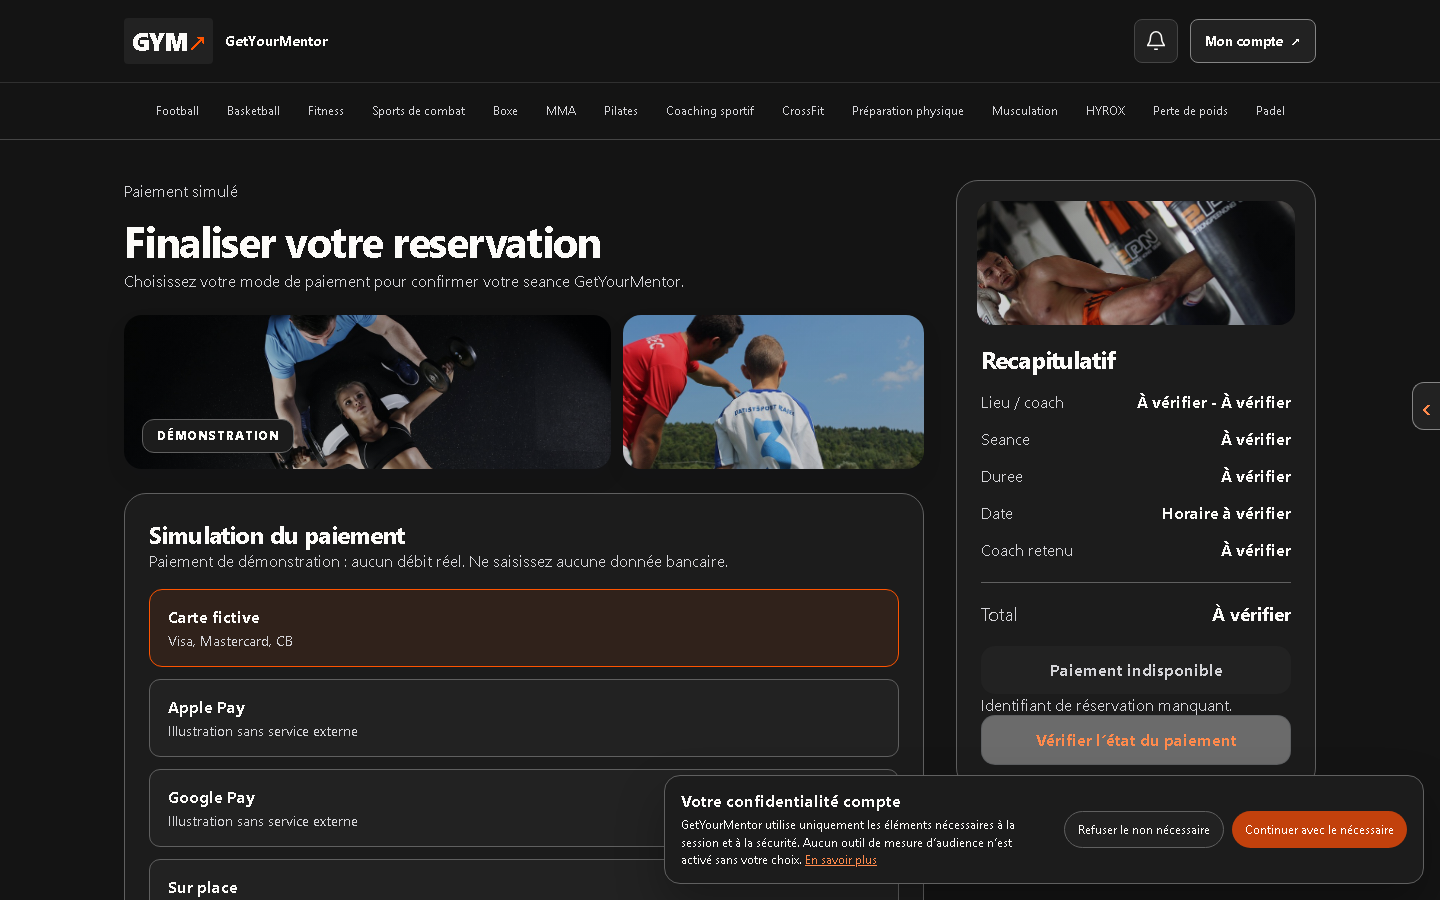 GYM↗
GetYourMentor
Mon compte ↗
Football Basketball Fitness Sports de combat Boxe MMA Pilates Coaching sportif CrossFit Préparation physique Musculation HYROX Perte de poids Padel
Paiement simulé
Finaliser votre reservation
Choisissez votre mode de paiement pour confirmer votre seance GetYourMentor.
DÉMONSTRATION
Simulation du paiement
Paiement de démonstration : aucun débit réel. Ne saisissez aucune donnée bancaire.
Carte fictive
Visa, Mastercard, CB
Apple Pay
Illustration sans service externe
Google Pay
Illustration sans service externe
Sur place
Recapitulatif
Lieu / coach À vérifier - À vérifier
Seance À vérifier
Duree À vérifier
Date Horaire à vérifier
Coach retenu À vérifier
Total À vérifier
Paiement indisponible
Identifiant de réservation manquant.
Vérifier l'état du paiement
Votre confidentialité compte
GetYourMentor utilise uniquement les éléments nécessaires à la
session et à la sécurité. Aucun outil de mesure d'audience n'est
activé sans votre choix. En savoir plus
Refuser le non nécessaire
Continuer avec le nécessaire